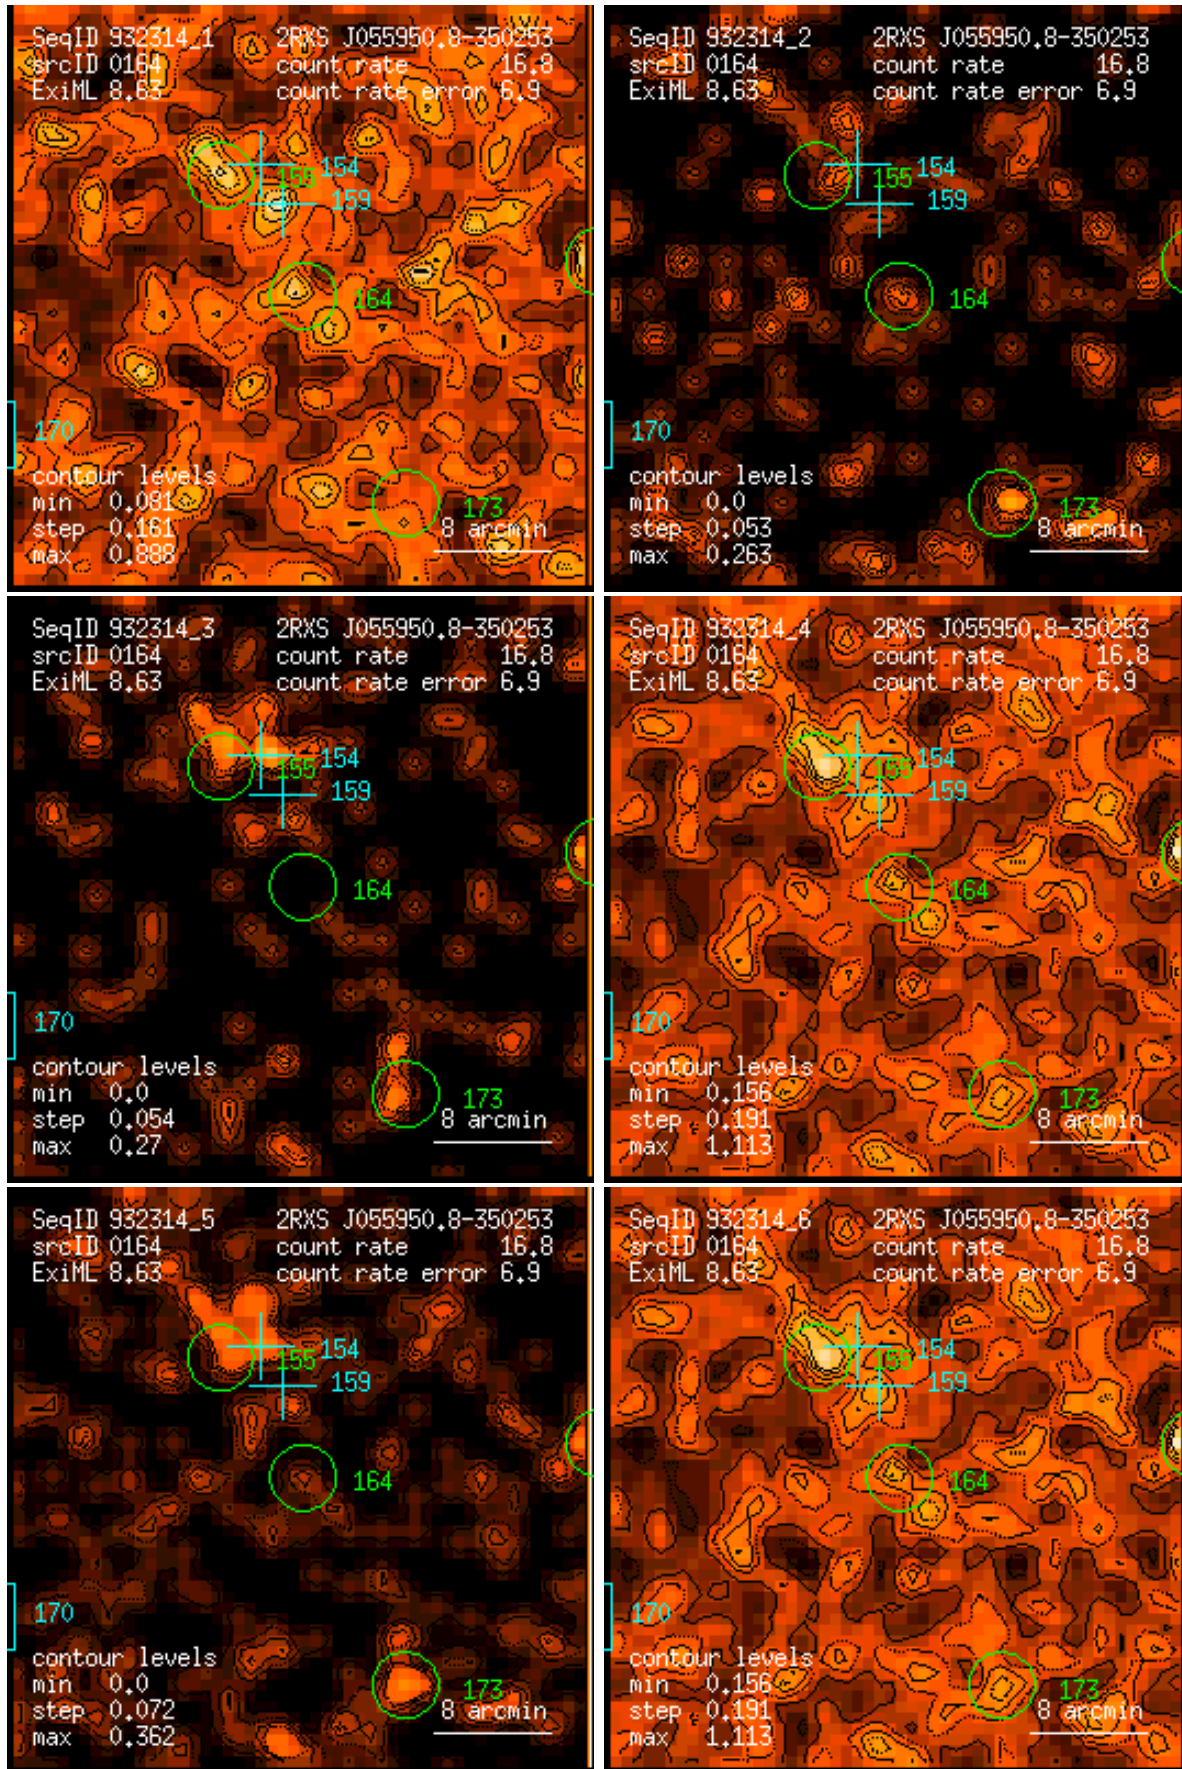 SeqID 932314_1 2RXS J055950.8-350253
srcID 0164 count rate 16.8
ExiML 8.63 count rate error 6.9
154
155
159
164
170
contour levels
min 0.081
step 0.161
max 0.888
173
8 arcmin
SeqID 932314_2 2RXS J055950.8-350253
srcID 0164 count rate 16.8
ExiML 8.63 count rate error 6.9
154
155
159
164
170
contour levels
min 0.0
step 0.053
max 0.263
173
8 arcmin
SeqID 932314_3 2RXS J055950.8-350253
srcID 0164 count rate 16.8
ExiML 8.63 count rate error 6.9
154
155
159
164
170
contour levels
min 0.0
step 0.054
max 0.27
173
8 arcmin
SeqID 932314_4 2RXS J055950.8-350253
srcID 0164 count rate 16.8
ExiML 8.63 count rate error 6.9
154
155
159
164
170
contour levels
min 0.156
step 0.191
max 1.113
173
8 arcmin
SeqID 932314_5 2RXS J055950.8-350253
srcID 0164 count rate 16.8
ExiML 8.63 count rate error 6.9
154
155
159
164
170
contour levels
min 0.0
step 0.072
max 0.362
173
8 arcmin
SeqID 932314_6 2RXS J055950.8-350253
srcID 0164 count rate 16.8
ExiML 8.63 count rate error 6.9
154
155
159
164
170
contour levels
min 0.156
step 0.191
max 1.113
173
8 arcmin